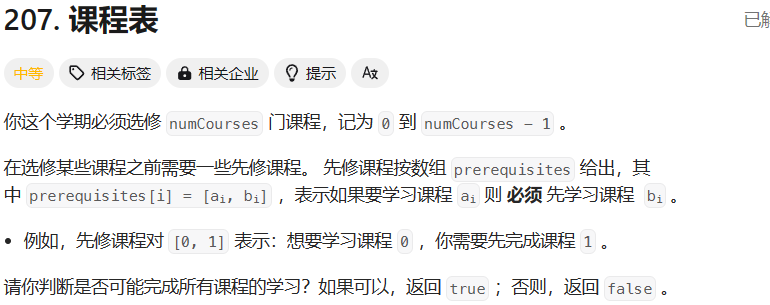 207. 课程表
已解
中等 相关标签 相关企业 提示
你这个学期必须选修 numCourses 门课程，记为 0 到 numCourses - 1 。
在选修某些课程之前需要一些先修课程。 先修课程按数组 prerequisites 给出，其
中 prerequisites[i] = [ai, bi] ，表示如果要学习课程 ai 则 必须 先学习课程 bi 。
例如，先修课程对 [0, 1] 表示：想要学习课程 0 ，你需要先完成课程 1 。
请你判断是否可能完成所有课程的学习？如果可以，返回 true ；否则，返回 false 。